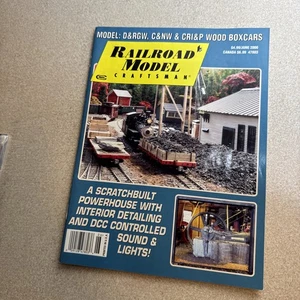 MODEL: D&RGW, C&NW & CRI&P WOOD BOXCARS
RAILROAD
MODEL
CRAFTSMAN
A SCRATCHBUILT
POWERHOUSE WITH
INTERIOR DETAILING
AND DCC CONTROLLED
SOUND &
LIGHTS!